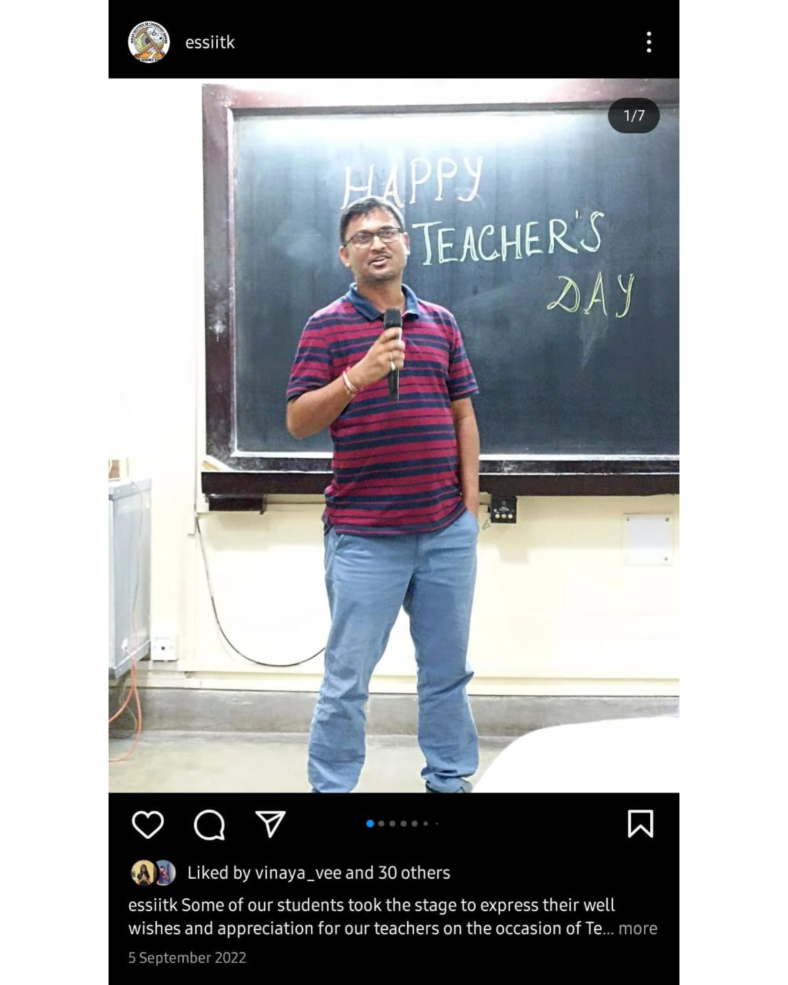 essiitk
1/7
HAPPY
TEACHER'S
DAY
Liked by vinaya_vee and 30 others
essiitk Some of our students took the stage to express their well
wishes and appreciation for our teachers on the occasion of Te... more
5 September 2022